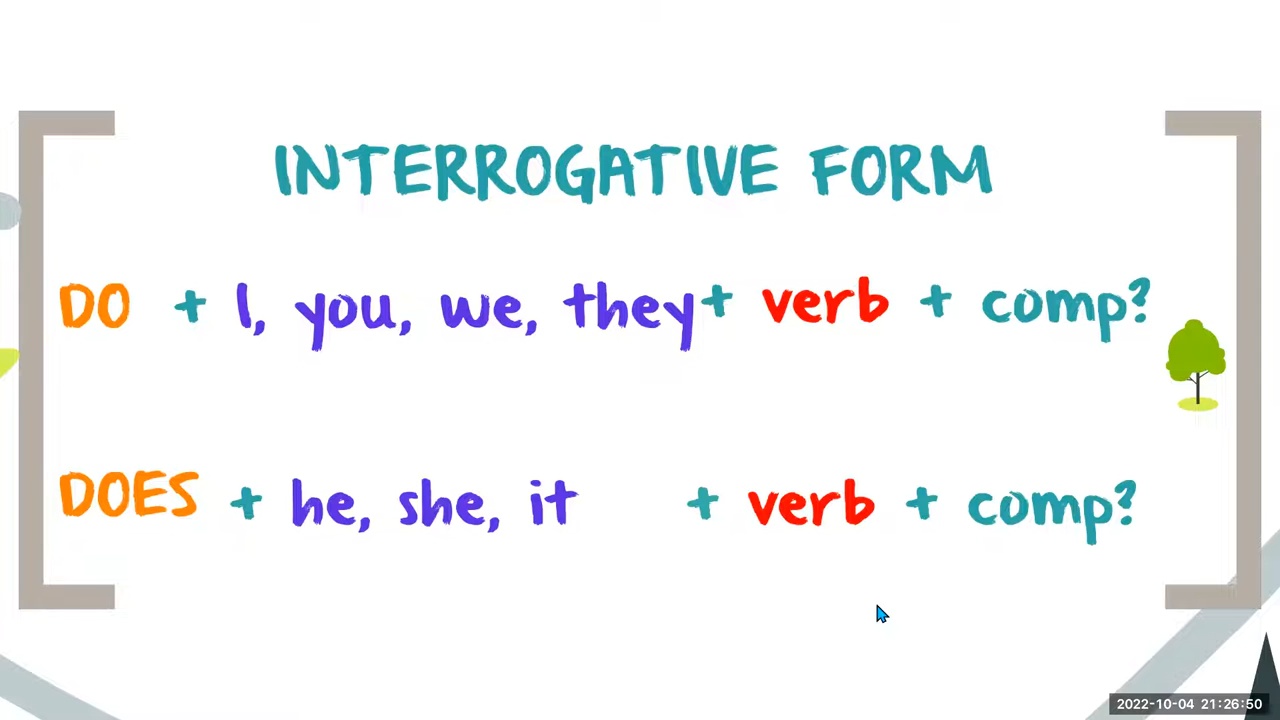 INTERROGATIVE FORM
DO + I, you, we, they + verb + comp?
DOES + he, she, it + verb + comp?
2022-10-04 21:26:50